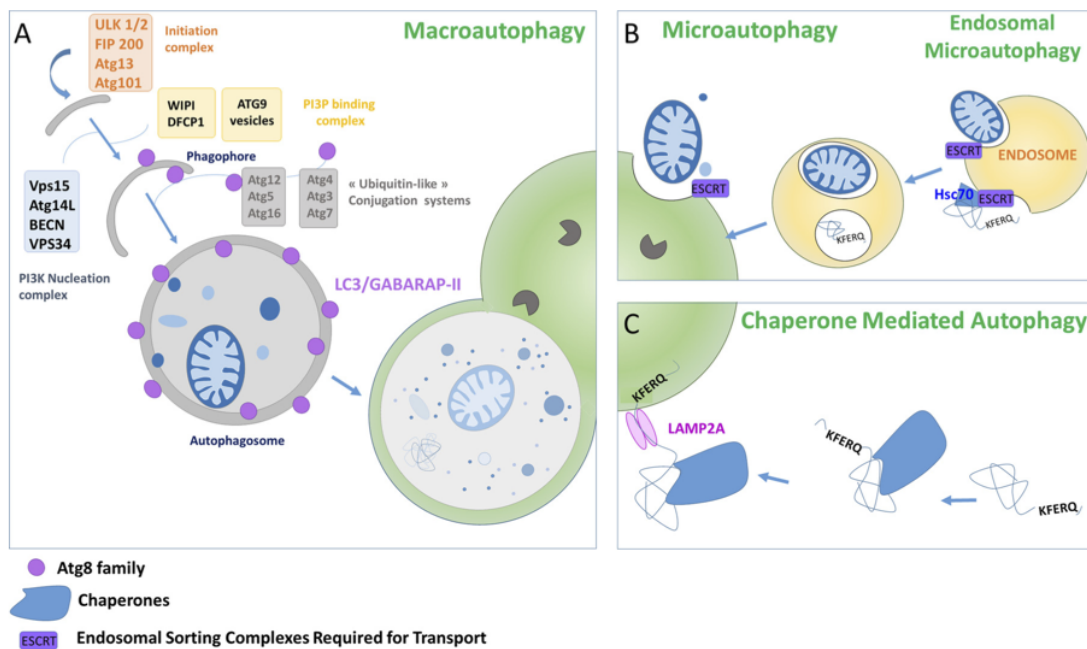 A
Macroautophagy
ULK 1/2
FIP 200
Atg13
Atg101
Initiation
complex
WIPI
DFCP1
ATG9
vesicles
PI3P binding
complex
Phagophore
Vps15
Atg14L
BECN
VPS34
PI3K Nucleation
complex
Atg12
Atg5
Atg16
Atg4
Atg3
Atg7
« Ubiquitin-like »
Conjugation systems
LC3/GABARAP-II
Autophagosome
B
Microautophagy
Endosomal
Microautophagy
ESCRT
KFERQ
ESCRT
ENDOSOME
Hsc70
ESCRT
KFERQ
C
Chaperone Mediated Autophagy
KFERQ
LAMP2A
KFERQ
KFERQ
Atg8 family
Chaperones
ESCRT
Endosomal Sorting Complexes Required for Transport